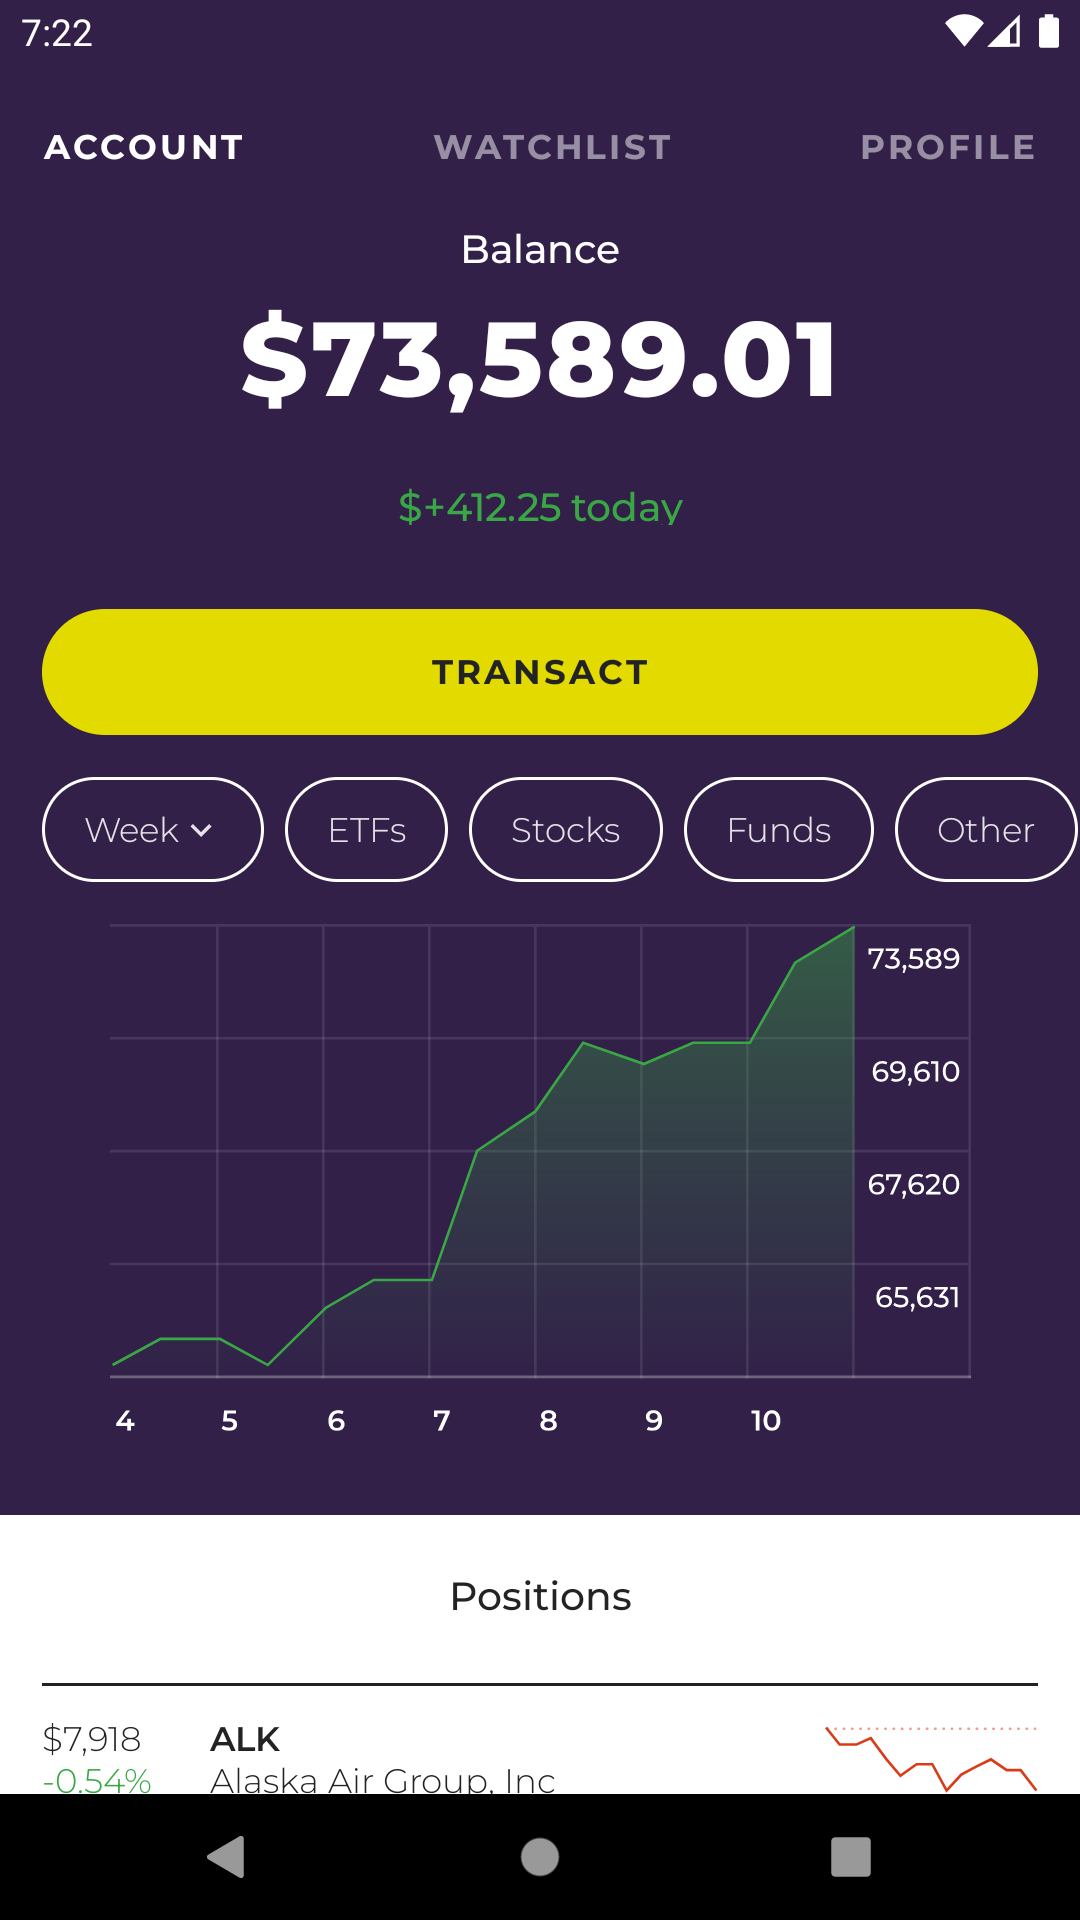 7:22
ACCOUNT WATCHLIST PROFILE
Balance
$73,589.01
$+412.25 today
TRANSACT
Week ETFs Stocks Funds Other
73,589
69,610
67,620
65,631
4 5 6 7 8 9 10
Positions
$7,918 ALK
-0.54% Alaska Air Group, Inc